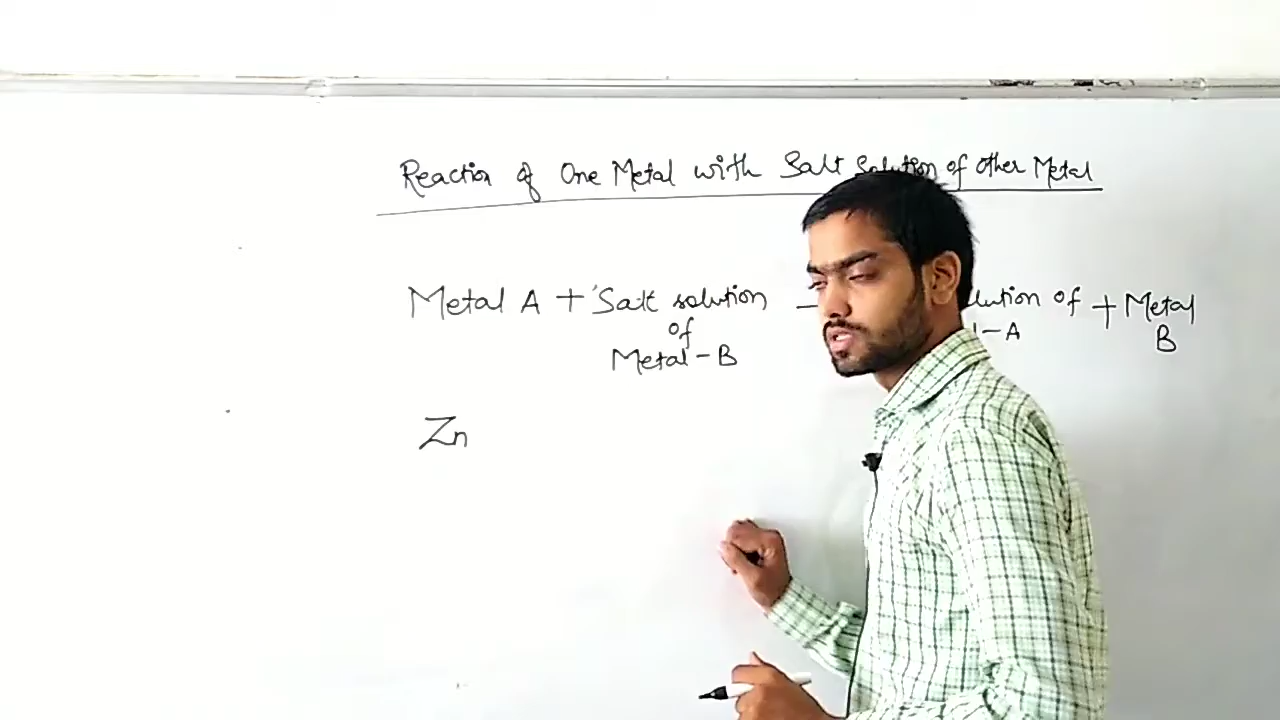 Reaction of One Metal with Salt Solution of Other Metal
Metal A + Salt solution of Metal-B – lution of l-A + Metal B
Zn